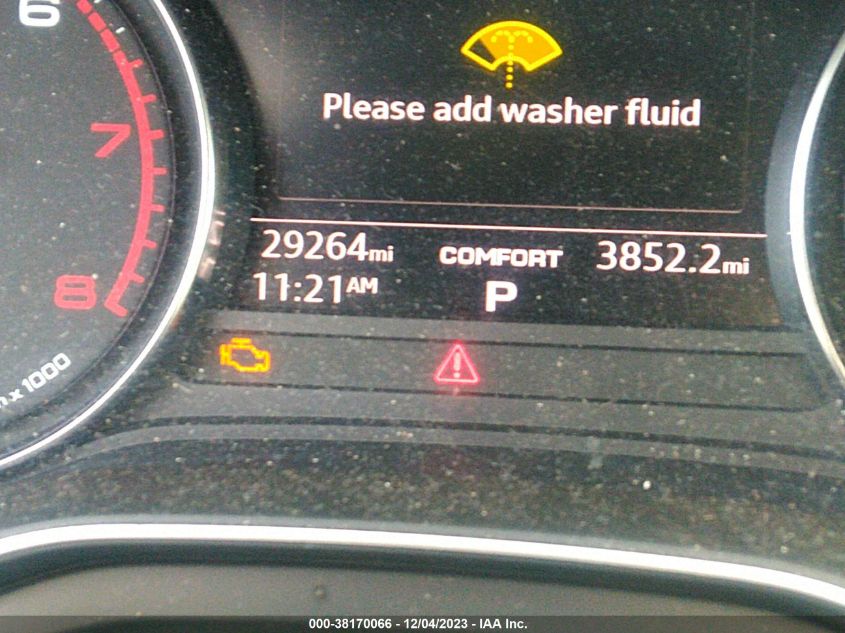 6
Please add washer fluid
7
29264mi COMFORT 3852.2mi
11:21AM P
8
x 1000
000-38170066 - 12/04/2023 - IAA Inc.